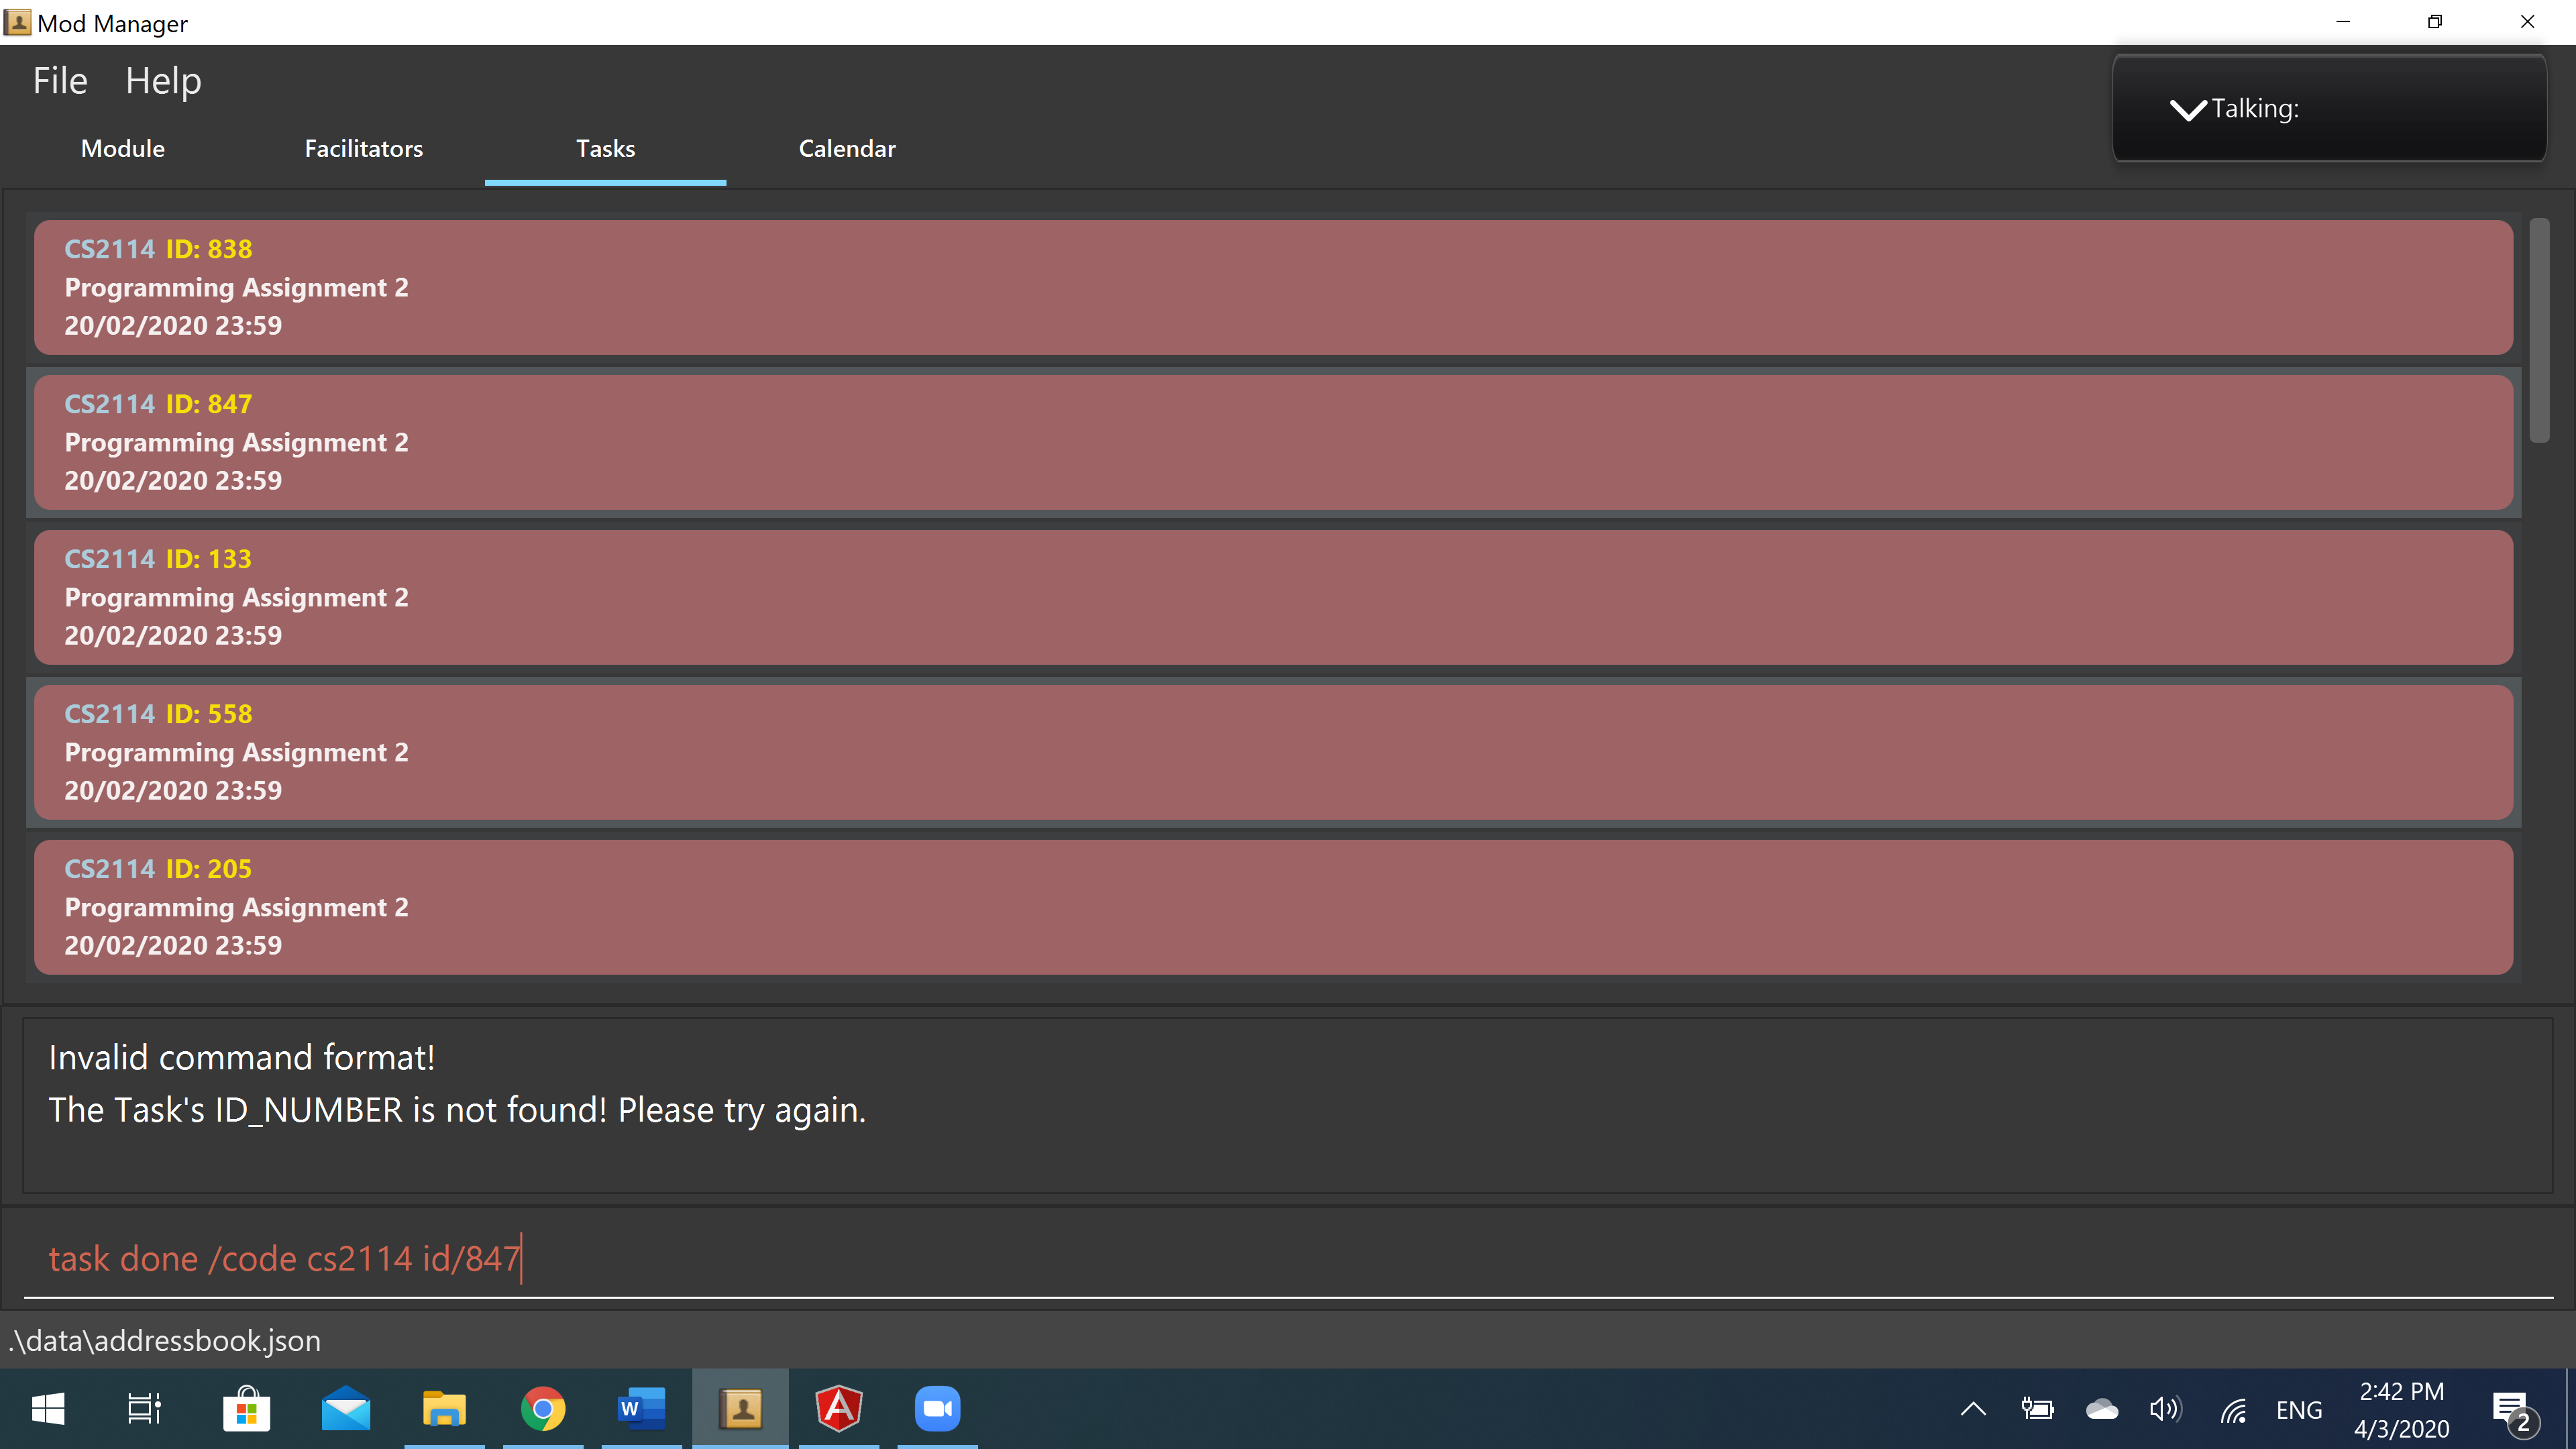 Mod Manager
File Help
Talking:
Module Facilitators Tasks Calendar
CS2114 ID: 838
Programming Assignment 2
20/02/2020 23:59
CS2114 ID: 847
Programming Assignment 2
20/02/2020 23:59
CS2114 ID: 133
Programming Assignment 2
20/02/2020 23:59
CS2114 ID: 558
Programming Assignment 2
20/02/2020 23:59
CS2114 ID: 205
Programming Assignment 2
20/02/2020 23:59
Invalid command format!
The Task's ID_NUMBER is not found! Please try again.
task done /code cs2114 id/847
.\data\addressbook.json
W
A
ENG
2:42 PM
4/3/2020
2